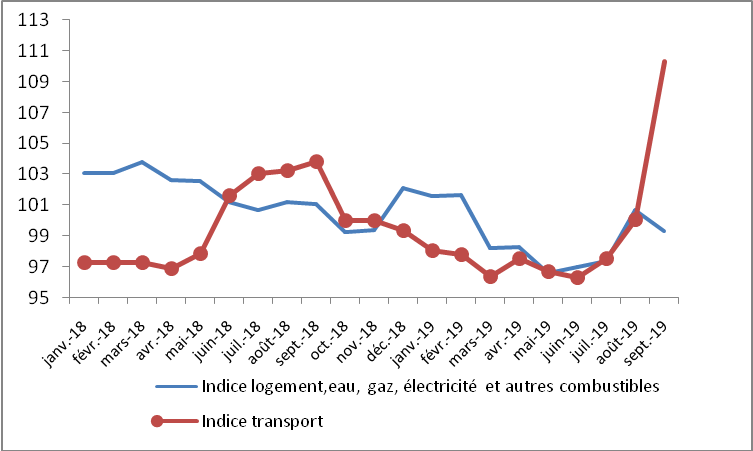 113
111
109
107
105
103
101
99
97
95
janv.-18
févr.-18
mars-18
avr.-18
mai-18
juin-18
juil.-18
août-18
sept.-18
oct.-18
nov.-18
déc.-18
janv.-19
févr.-19
mars-19
avr.-19
mai-19
juin-19
juil.-19
août-19
sept.-19
Indice logement,eau, gaz, électricité et autres combustibles
Indice transport